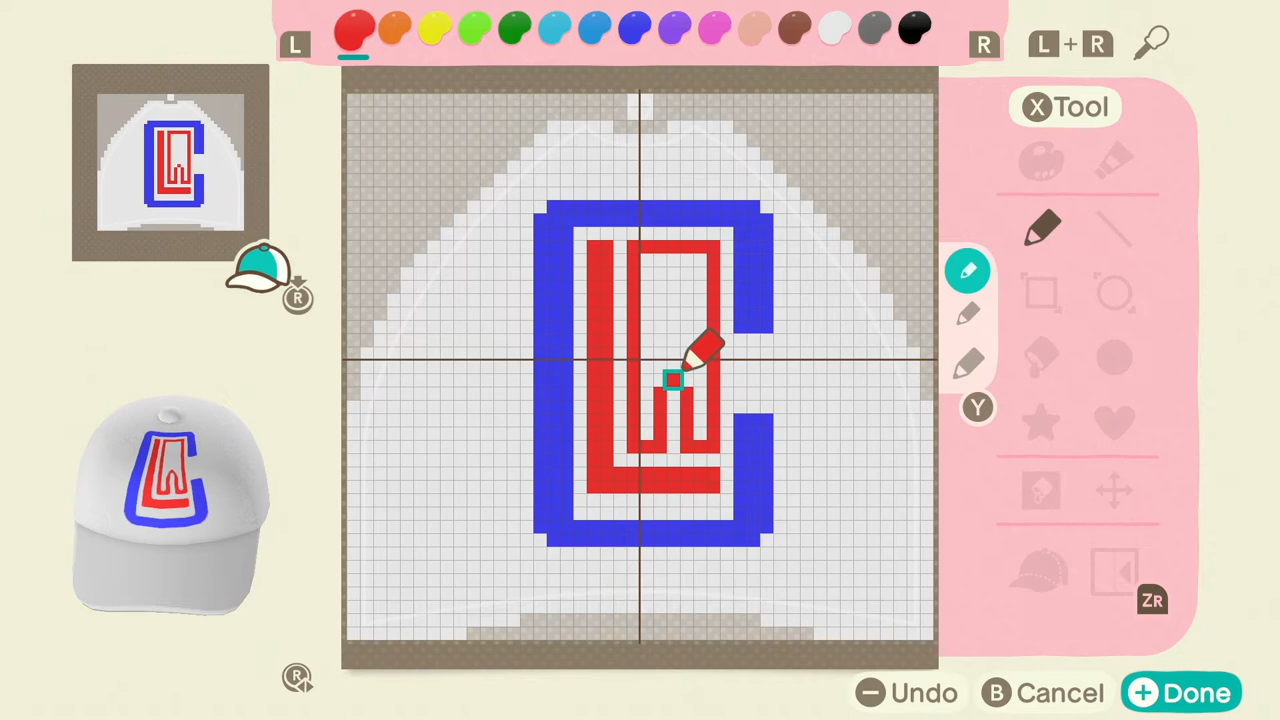 L
R
L + R
X Tool
R
Y
ZR
R
− Undo
B Cancel
+ Done